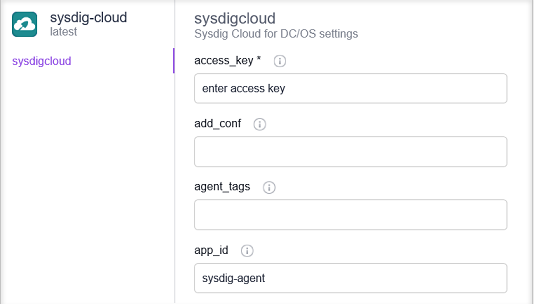 sysdig-cloud
latest
sysdigcloud
sysdigcloud
Sysdig Cloud for DC/OS settings
access_key *
enter access key
add_conf
agent_tags
app_id
sysdig-agent